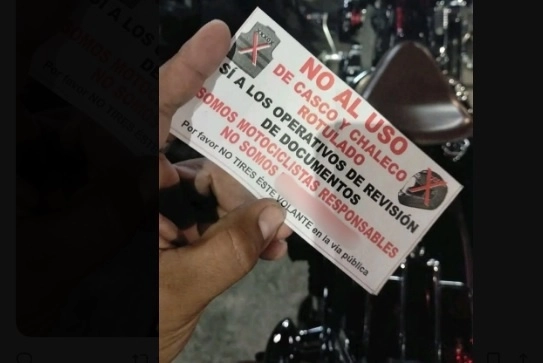 NO AL USO
DE CASCO Y CHALECO
ROTULADO
SÍ A LOS OPERATIVOS DE REVISIÓN
DE DOCUMENTOS
SOMOS MOTOCICLISTAS RESPONSABLES
NO SOMOS
Por favor NO TIRES ÉSTE VOLANTE en la vía pública